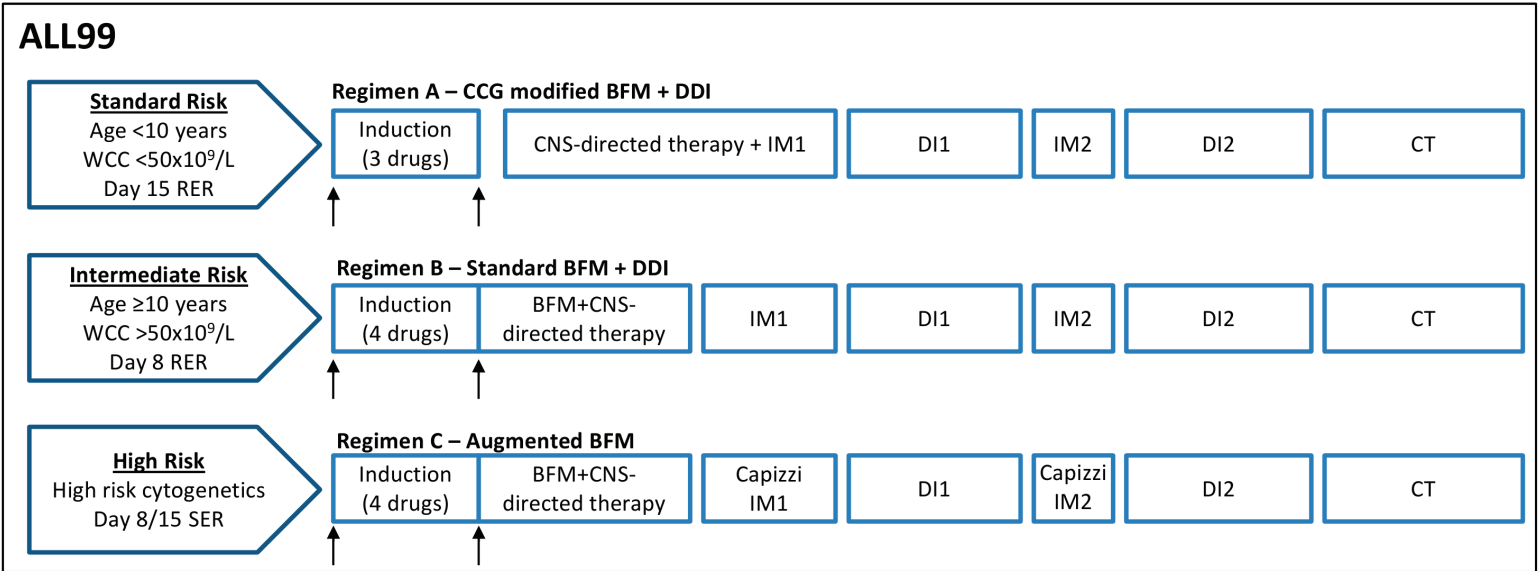 ALL99
Standard Risk
Age <10 years
WCC <50x10⁹/L
Day 15 RER
Regimen A – CCG modified BFM + DDI
Induction
(3 drugs)
CNS-directed therapy + IM1
DI1
IM2
DI2
CT
Intermediate Risk
Age ≥10 years
WCC >50x10⁹/L
Day 8 RER
Regimen B – Standard BFM + DDI
Induction
(4 drugs)
BFM+CNS-
directed therapy
IM1
DI1
IM2
DI2
CT
High Risk
High risk cytogenetics
Day 8/15 SER
Regimen C – Augmented BFM
Induction
(4 drugs)
BFM+CNS-
directed therapy
Capizzi
IM1
DI1
Capizzi
IM2
DI2
CT